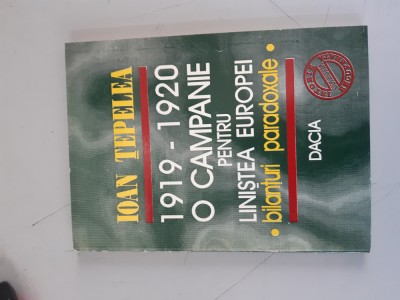 IOAN ȚEPELEA
1919 - 1920
O CAMPANIE
PENTRU
LINIȘTEA EUROPEI
• bilanțuri paradoxale •
DACIA